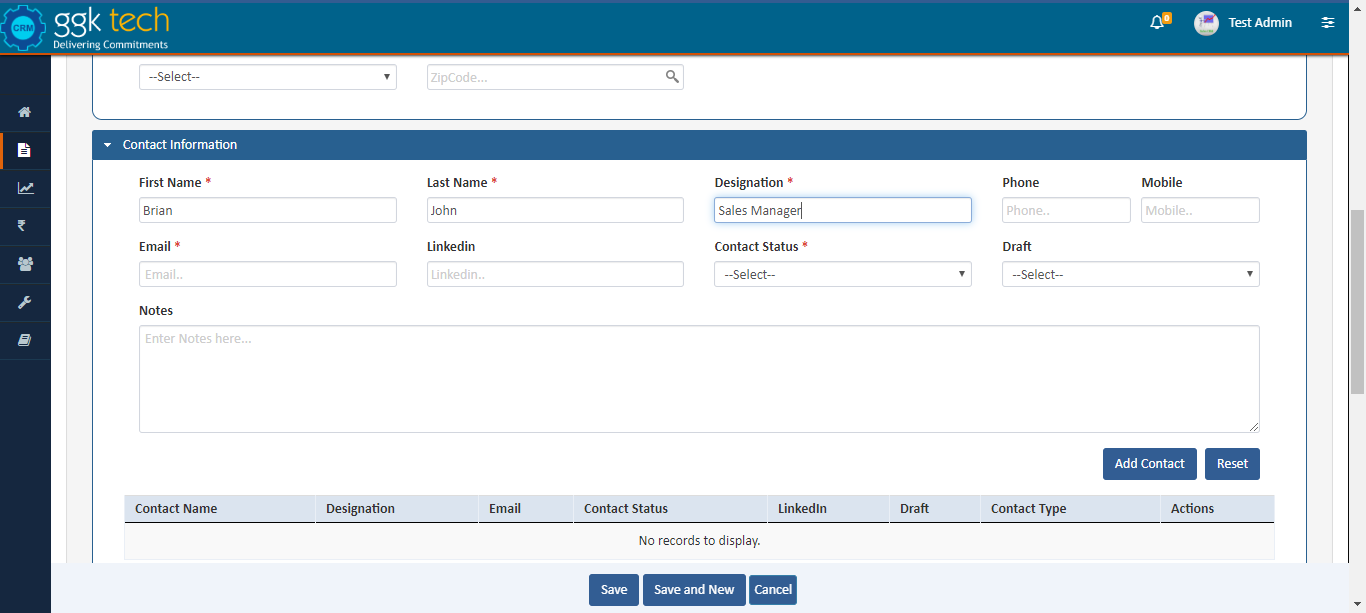 CRM
ggk tech
Delivering Commitments
8
Test Admin
--Select--
ZipCode...
Contact Information
First Name *
Last Name *
Designation *
Phone
Mobile
Brian
John
Sales Manager
Phone..
Mobile..
Email *
Linkedin
Contact Status *
Draft
Email..
Linkedin..
--Select--
--Select--
Notes
Enter Notes here...
Add Contact
Reset
Contact Name
Designation
Email
Contact Status
LinkedIn
Draft
Contact Type
Actions
No records to display.
Save
Save and New
Cancel